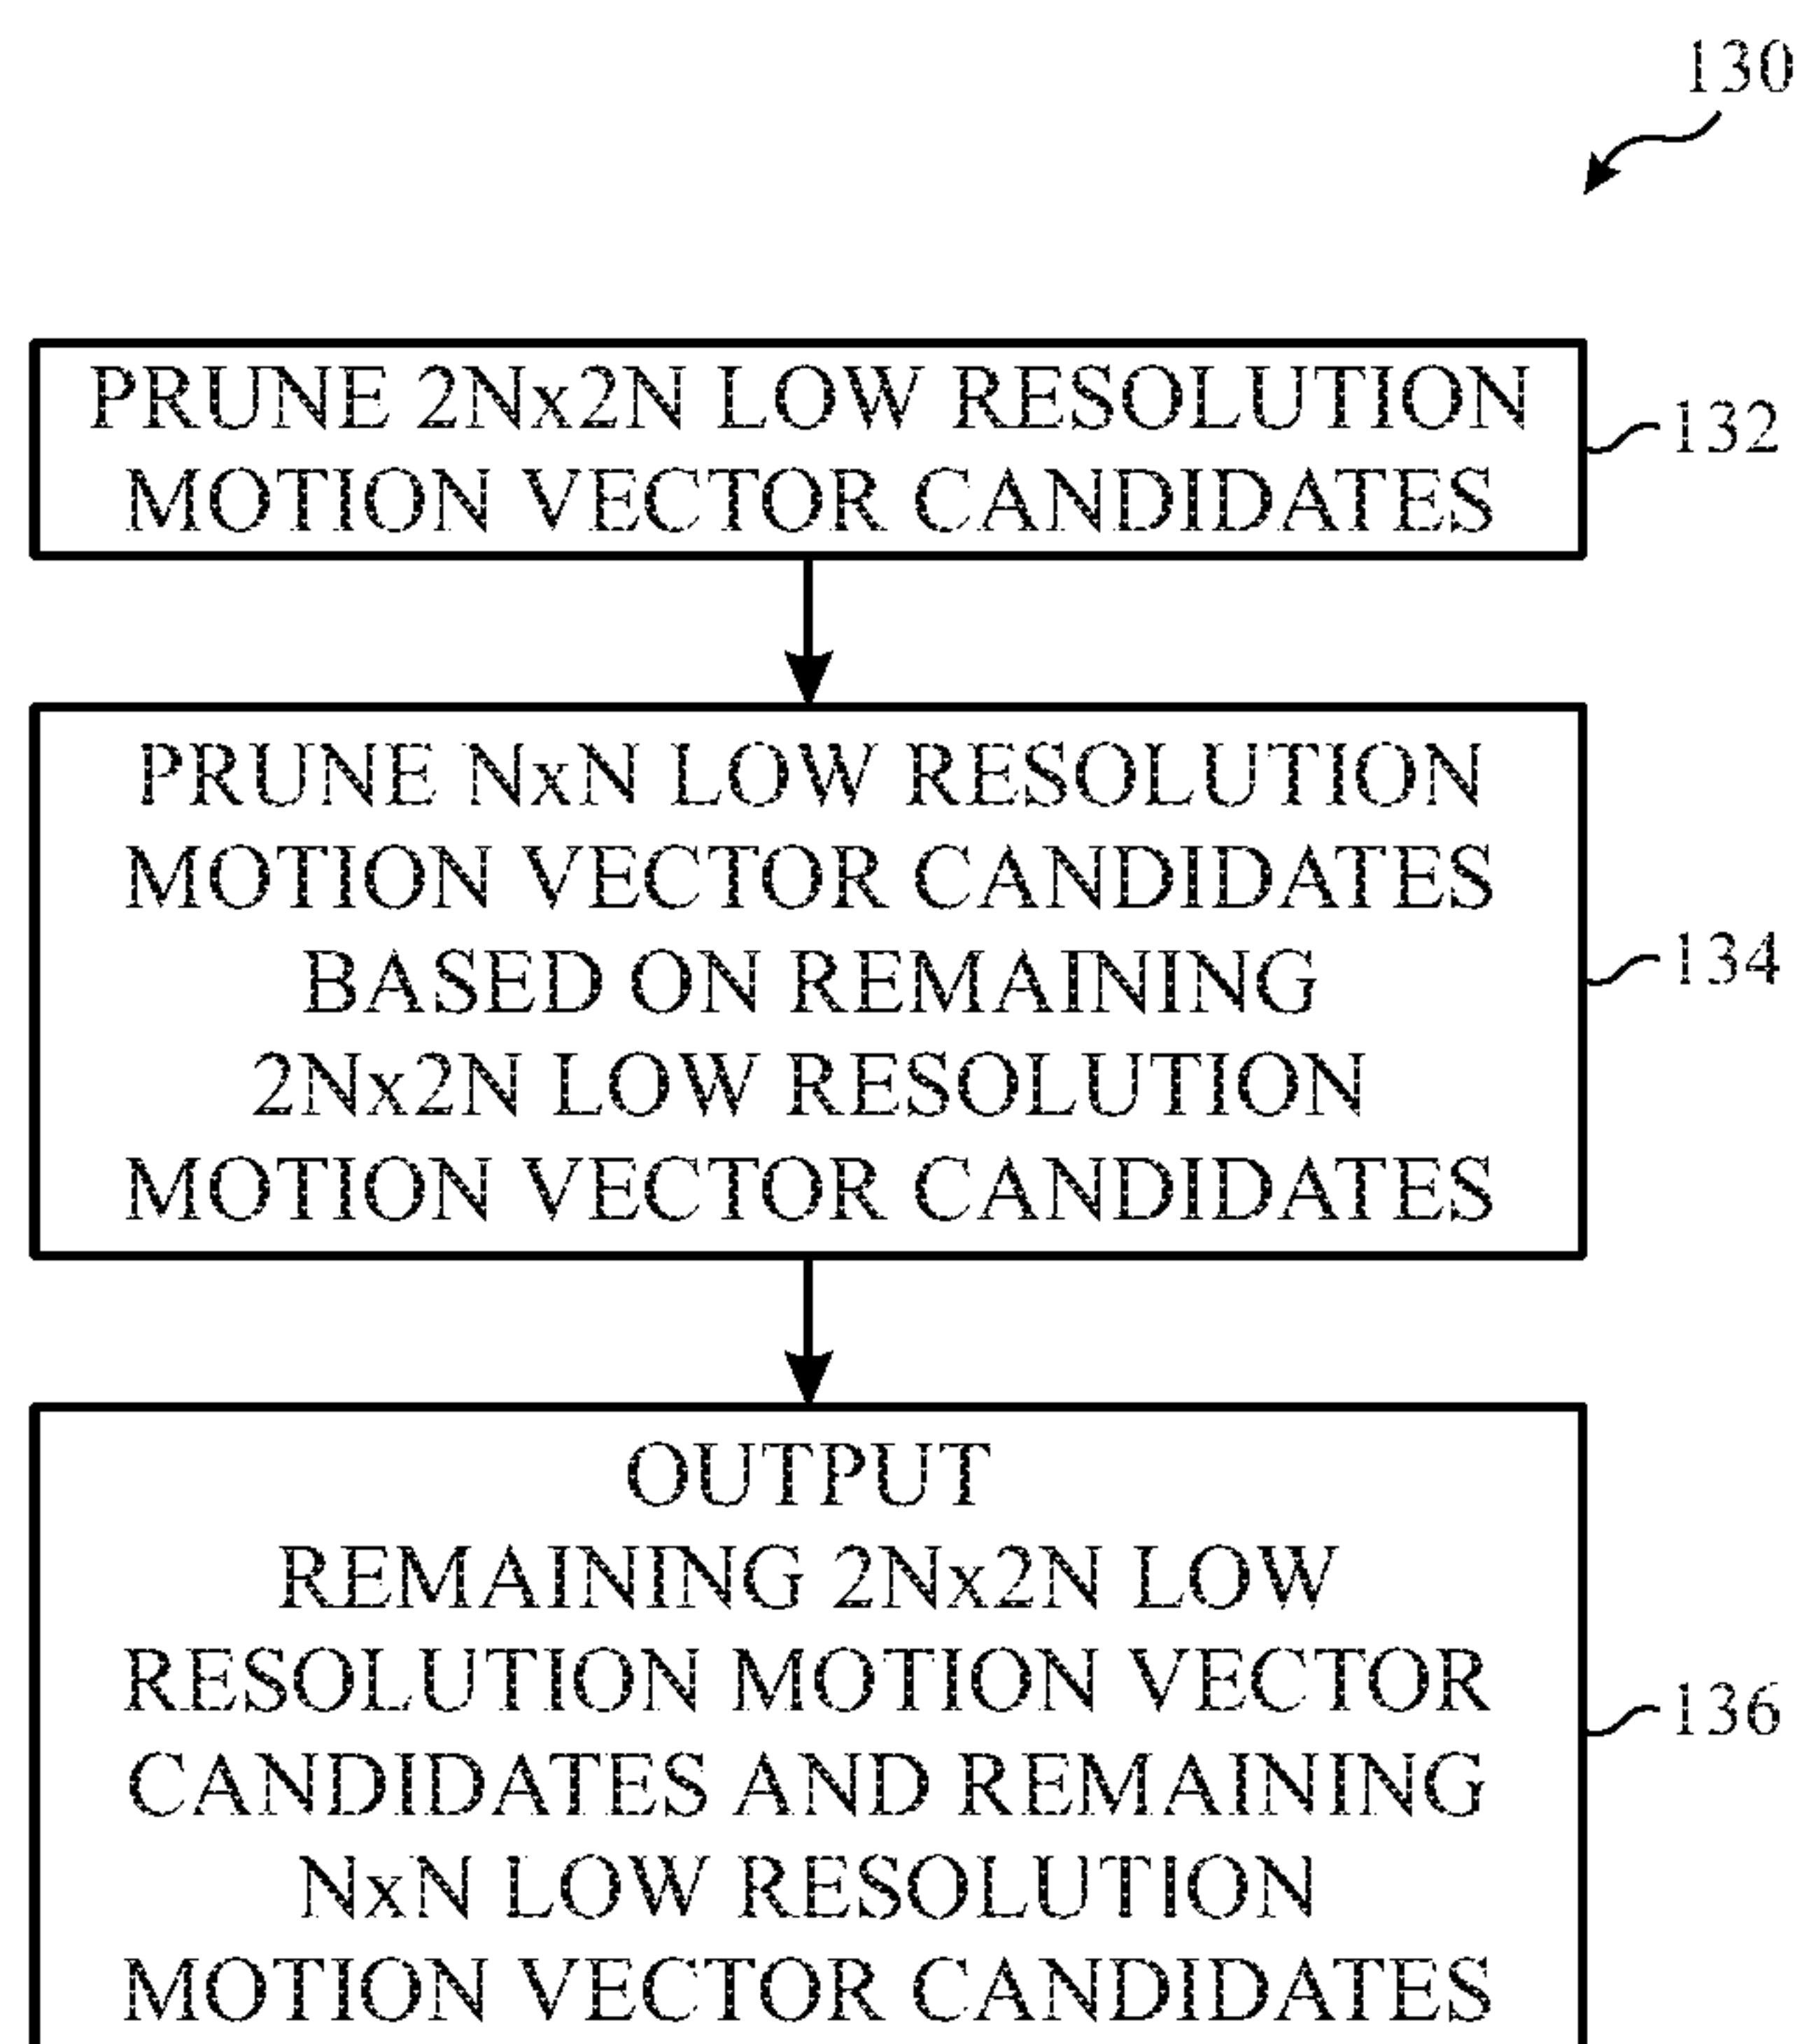 130
PRUNE 2Nx2N LOW RESOLUTION
MOTION VECTOR CANDIDATES
132
PRUNE NxN LOW RESOLUTION
MOTION VECTOR CANDIDATES
BASED ON REMAINING
2Nx2N LOW RESOLUTION
MOTION VECTOR CANDIDATES
134
OUTPUT
REMAINING 2Nx2N LOW
RESOLUTION MOTION VECTOR
CANDIDATES AND REMAINING
NxN LOW RESOLUTION
MOTION VECTOR CANDIDATES
136